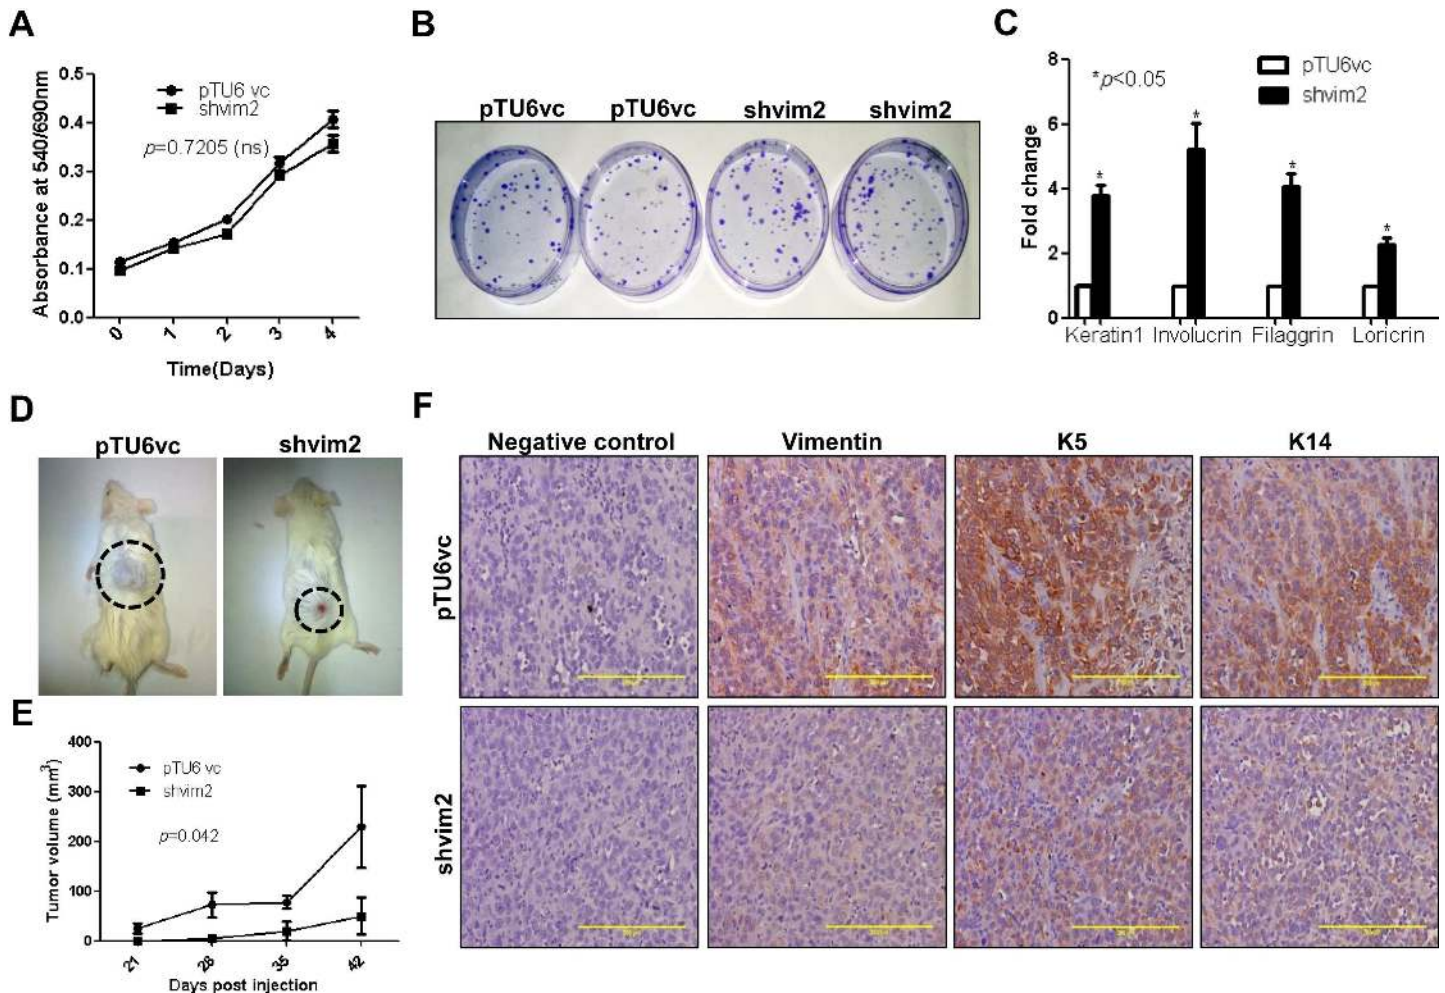 A
0.5
0.4
0.3
0.2
0.1
0.0
Absorbance at 540/690nm
pTU6 vc
shvim2
p=0.7205 (ns)
0 1 2 3 4
Time(Days)
B
pTU6vc pTU6vc shvim2 shvim2
C
8
6
4
2
0
Fold change
*p<0.05
pTU6vc
shvim2
* * * *
Keratin1 Involucrin Filaggrin Loricrin
D
pTU6vc shvim2
E
400
300
200
100
0
Tumor volume (mm³)
pTU6 vc
shvim2
p=0.042
21 28 35 42
Days post injection
F
Negative control Vimentin K5 K14
pTU6vc
shvim2